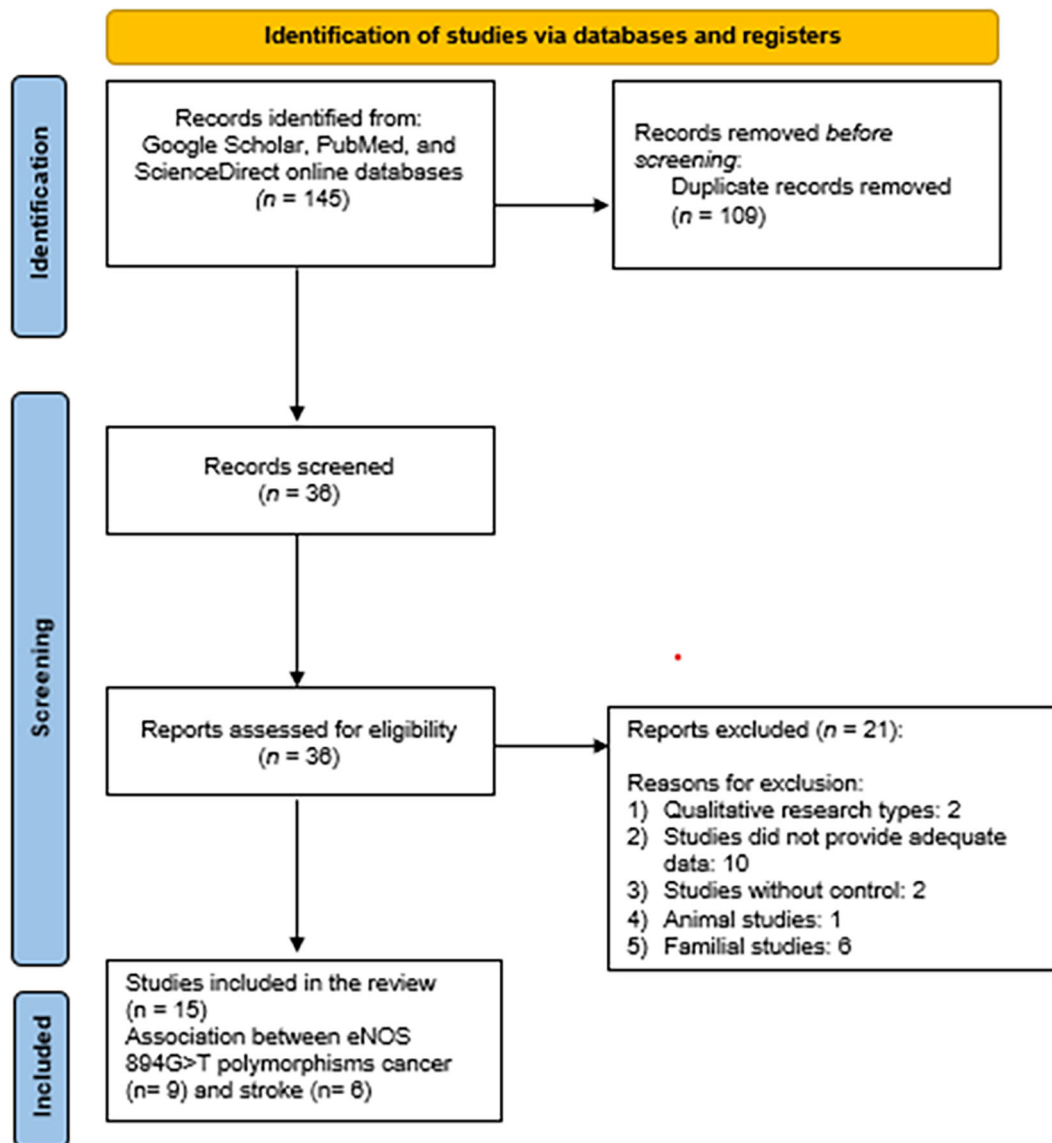 Identification of studies via databases and registers
Identification
Records identified from:
Google Scholar, PubMed, and
ScienceDirect online databases
(n = 145)
Records removed before
screening:
Duplicate records removed
(n = 109)
Screening
Records screened
(n = 36)
Reports assessed for eligibility
(n = 36)
Reports excluded (n = 21):
Reasons for exclusion:
1) Qualitative research types: 2
2) Studies did not provide adequate
data: 10
3) Studies without control: 2
4) Animal studies: 1
5) Familial studies: 6
Included
Studies included in the review
(n = 15)
Association between eNOS
894G>T polymorphisms cancer
(n= 9) and stroke (n= 6)